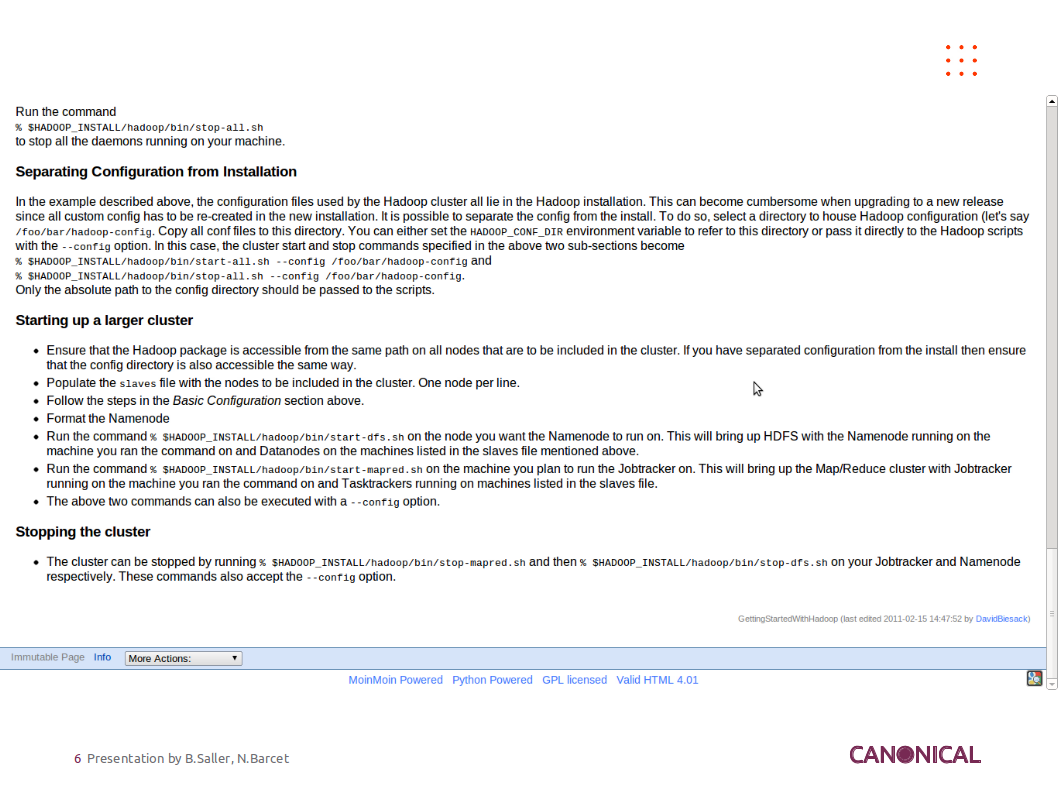 Run the command
% $HADOOP_INSTALL/hadoop/bin/stop-all.sh
to stop all the daemons running on your machine.
Separating Configuration from Installation
In the example described above, the configuration files used by the Hadoop cluster all lie in the Hadoop installation. This can become cumbersome when upgrading to a new release
since all custom config has to be re-created in the new installation. It is possible to separate the config from the install. To do so, select a directory to house Hadoop configuration (let's say
/foo/bar/hadoop-config. Copy all conf files to this directory. You can either set the HADOOP_CONF_DIR environment variable to refer to this directory or pass it directly to the Hadoop scripts
with the --config option. In this case, the cluster start and stop commands specified in the above two sub-sections become
% $HADOOP_INSTALL/hadoop/bin/start-all.sh --config /foo/bar/hadoop-config and
% $HADOOP_INSTALL/hadoop/bin/stop-all.sh --config /foo/bar/hadoop-config.
Only the absolute path to the config directory should be passed to the scripts.
Starting up a larger cluster
• Ensure that the Hadoop package is accessible from the same path on all nodes that are to be included in the cluster. If you have separated configuration from the install then ensure
that the config directory is also accessible the same way.
• Populate the slaves file with the nodes to be included in the cluster. One node per line.
• Follow the steps in the Basic Configuration section above.
• Format the Namenode
• Run the command % $HADOOP_INSTALL/hadoop/bin/start-dfs.sh on the node you want the Namenode to run on. This will bring up HDFS with the Namenode running on the
machine you ran the command on and Datanodes on the machines listed in the slaves file mentioned above.
• Run the command % $HADOOP_INSTALL/hadoop/bin/start-mapred.sh on the machine you plan to run the Jobtracker on. This will bring up the Map/Reduce cluster with Jobtracker
running on the machine you ran the command on and Tasktrackers running on machines listed in the slaves file.
• The above two commands can also be executed with a --config option.
Stopping the cluster
• The cluster can be stopped by running % $HADOOP_INSTALL/hadoop/bin/stop-mapred.sh and then % $HADOOP_INSTALL/hadoop/bin/stop-dfs.sh on your Jobtracker and Namenode
respectively. These commands also accept the --config option.
GettingStartedWithHadoop (last edited 2011-02-15 14:47:52 by DavidBiesack)
Immutable Page Info More Actions:
MoinMoin Powered Python Powered GPL licensed Valid HTML 4.01
6 Presentation by B.Saller, N.Barcet
CANONICAL